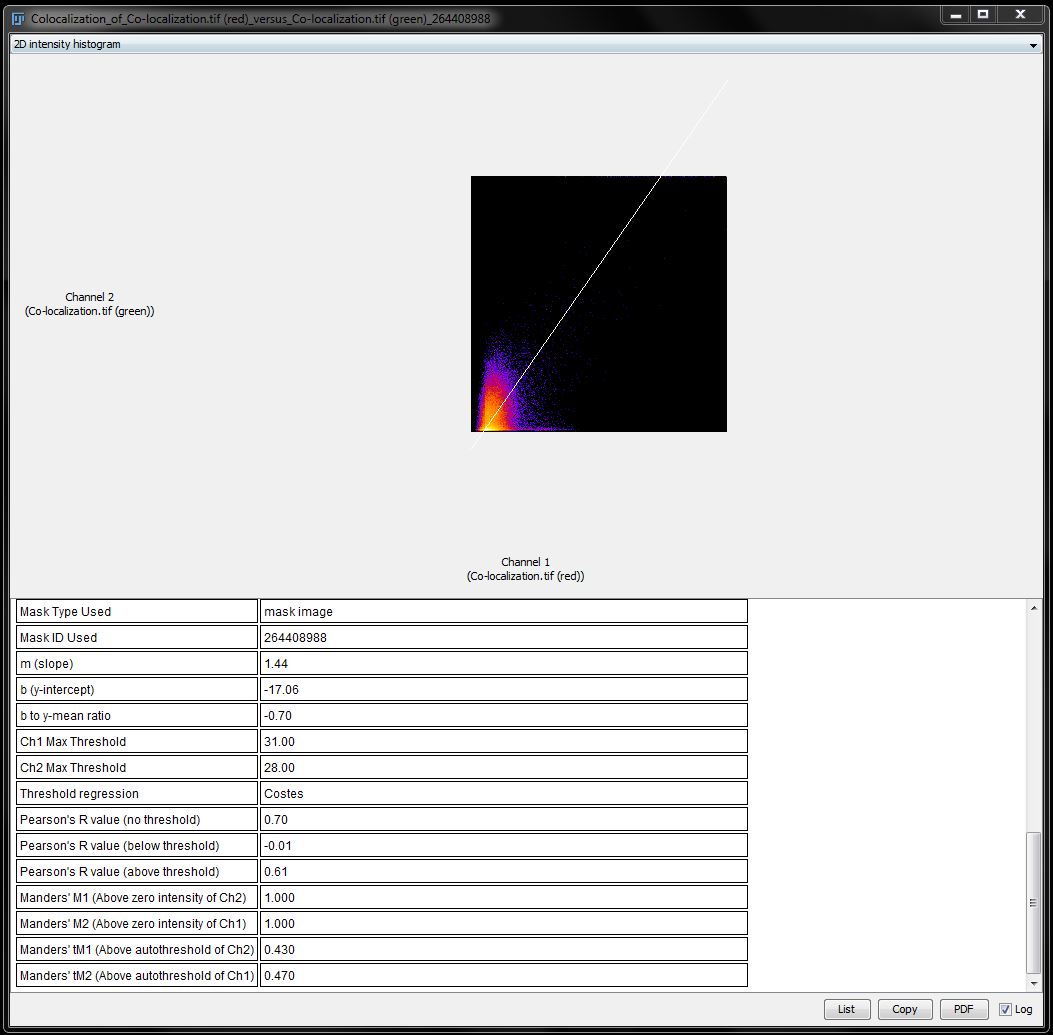 Colocalization_of_Co-localization.tif (red)_versus_Co-localization.tif (green)_264408988
2D intensity histogram
Channel 2
(Co-localization.tif (green))
Channel 1
(Co-localization.tif (red))
Mask Type Used mask image
Mask ID Used 264408988
m (slope) 1.44
b (y-intercept) -17.06
b to y-mean ratio -0.70
Ch1 Max Threshold 31.00
Ch2 Max Threshold 28.00
Threshold regression Costes
Pearson's R value (no threshold) 0.70
Pearson's R value (below threshold) -0.01
Pearson's R value (above threshold) 0.61
Manders' M1 (Above zero intensity of Ch2) 1.000
Manders' M2 (Above zero intensity of Ch1) 1.000
Manders' tM1 (Above autothreshold of Ch2) 0.430
Manders' tM2 (Above autothreshold of Ch1) 0.470
List Copy PDF Log